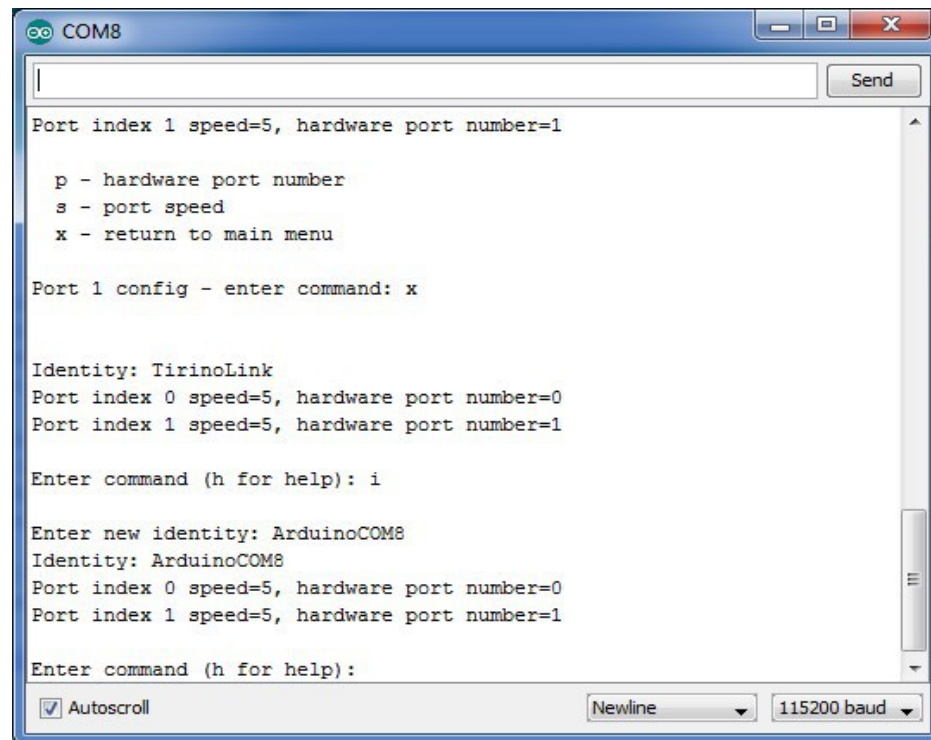 COM8
Send
Port index 1 speed=5, hardware port number=1
p - hardware port number
s - port speed
x - return to main menu
Port 1 config - enter command: x
Identity: TirinoLink
Port index 0 speed=5, hardware port number=0
Port index 1 speed=5, hardware port number=1
Enter command (h for help): i
Enter new identity: ArduinoCOM8
Identity: ArduinoCOM8
Port index 0 speed=5, hardware port number=0
Port index 1 speed=5, hardware port number=1
Enter command (h for help):
Autoscroll Newline 115200 baud